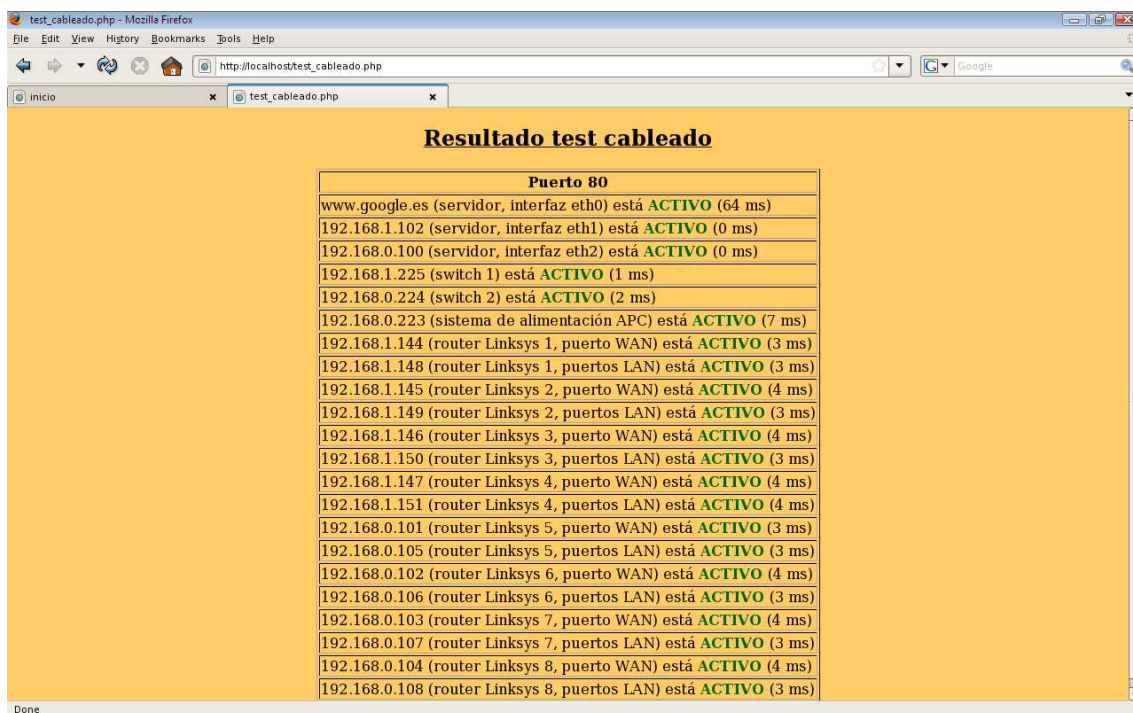 test_cableado.php - Mozilla Firefox
File Edit View History Bookmarks Tools Help
http://localhost/test_cableado.php
Google
inicio
test_cableado.php
Resultado test cableado
Puerto 80
www.google.es (servidor, interfaz eth0) está ACTIVO (64 ms)
192.168.1.102 (servidor, interfaz eth1) está ACTIVO (0 ms)
192.168.0.100 (servidor, interfaz eth2) está ACTIVO (0 ms)
192.168.1.225 (switch 1) está ACTIVO (1 ms)
192.168.0.224 (switch 2) está ACTIVO (2 ms)
192.168.0.223 (sistema de alimentación APC) está ACTIVO (7 ms)
192.168.1.144 (router Linksys 1, puerto WAN) está ACTIVO (3 ms)
192.168.1.148 (router Linksys 1, puertos LAN) está ACTIVO (3 ms)
192.168.1.145 (router Linksys 2, puerto WAN) está ACTIVO (4 ms)
192.168.1.149 (router Linksys 2, puertos LAN) está ACTIVO (3 ms)
192.168.1.146 (router Linksys 3, puerto WAN) está ACTIVO (4 ms)
192.168.1.150 (router Linksys 3, puertos LAN) está ACTIVO (3 ms)
192.168.1.147 (router Linksys 4, puerto WAN) está ACTIVO (4 ms)
192.168.1.151 (router Linksys 4, puertos LAN) está ACTIVO (4 ms)
192.168.0.101 (router Linksys 5, puerto WAN) está ACTIVO (3 ms)
192.168.0.105 (router Linksys 5, puertos LAN) está ACTIVO (3 ms)
192.168.0.102 (router Linksys 6, puerto WAN) está ACTIVO (4 ms)
192.168.0.106 (router Linksys 6, puertos LAN) está ACTIVO (3 ms)
192.168.0.103 (router Linksys 7, puerto WAN) está ACTIVO (4 ms)
192.168.0.107 (router Linksys 7, puertos LAN) está ACTIVO (3 ms)
192.168.0.104 (router Linksys 8, puerto WAN) está ACTIVO (4 ms)
192.168.0.108 (router Linksys 8, puertos LAN) está ACTIVO (3 ms)
Done